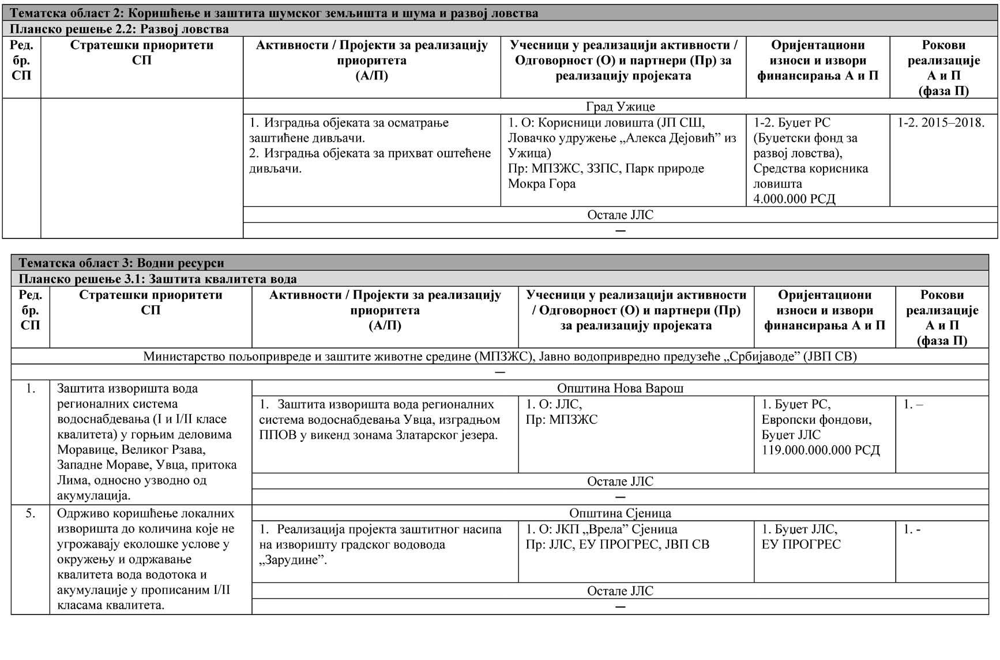 Тематска област 2: Коришћење и заштита шумског земљишта и шума и развој ловства
Планско решење 2.2: Развој ловства
Ред.
бр.
СП
Стратешки приоритети
СП
Активности / Пројекти за реализацију
приоритета
(А/П)
Учесници у реализацији активности /
Одговорност (О) и партнери (Пр) за
реализацију пројеката
Оријентациони
износи и извори
финансирања А и П
Рокови
реализације
А и П
(фаза П)
Град Ужице
1. Изградња објеката за осматрање
заштићене дивљачи.
2. Изградња објеката за прихват оштећене
дивљачи.
1. О: Корисници ловишта (ЈП СШ,
Ловачко удружење „Алекса Дејовић” из
Ужица)
Пр: МПЗЖС, ЗЗПС, Парк природе
Мокра Гора
1-2. Буџет РС
(Буџетски фонд за
развој ловства),
Средства корисника
ловишта
4.000.000 РСД
1-2. 2015–2018.
Остале ЈЛС
—
Тематска област 3: Водни ресурси
Планско решење 3.1: Заштита квалитета вода
Ред.
бр.
СП
Стратешки приоритети
СП
Активности / Пројекти за реализацију
приоритета
(А/П)
Учесници у реализацији активности
/ Одговорност (О) и партнери (Пр)
за реализацију пројеката
Оријентациони
износи и извори
финансирања А и П
Рокови
реализације
А и П
(фаза П)
Министарство пољопривреде и заштите животне средине (МПЗЖС), Јавно водопривредно предузеће „Србијаводе” (ЈВП СВ)
—
1.
Заштита изворишта вода
регионалних система
водоснабдевања (I и I/II класе
квалитета) у горњим деловима
Моравице, Великог Рзава,
Западне Мораве, Увца, притока
Лима, односно узводно од
акумулација.
Општина Нова Варош
1. Заштита изворишта вода регионалних
система водоснабдевања Увца, изградњом
ППОВ у викенд зонама Златарског језера.
1. О: ЈЛС,
Пр: МПЗЖС
1. Буџет РС,
Европски фондови,
Буџет ЈЛС
119.000.000.000 РСД
1. –
Остале ЈЛС
—
5.
Одрживо коришћење локалних
изворишта до количина које не
угрожавају еколошке услове у
окружењу и одржавање
квалитета вода водотока и
акумулације у прописаним I/II
класама квалитета.
Општина Сјеница
1. Реализација пројекта заштитног насипа
на изворишту градског водовода
„Зарудине”.
1. О: ЈКП „Врела” Сјеница
Пр: ЈЛС, ЕУ ПРОГРЕС, ЈВП СВ
1. Буџет ЈЛС,
ЕУ ПРОГРЕС
1. -
Остале ЈЛС
—